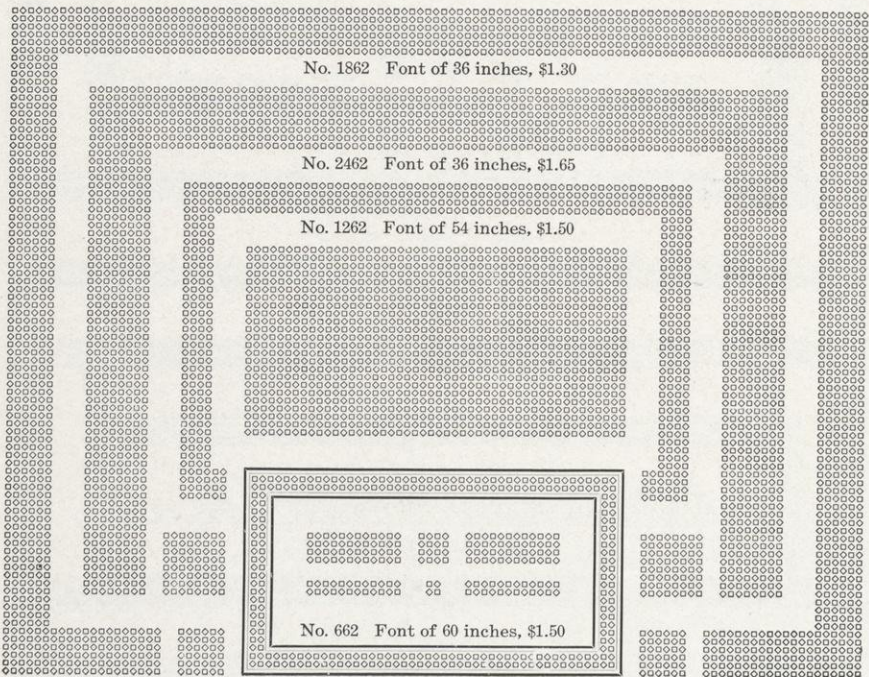 No. 1862 Font of 36 inches, $1.30
No. 2462 Font of 36 inches, $1.65
No. 1262 Font of 54 inches, $1.50
No. 662 Font of 60 inches, $1.50